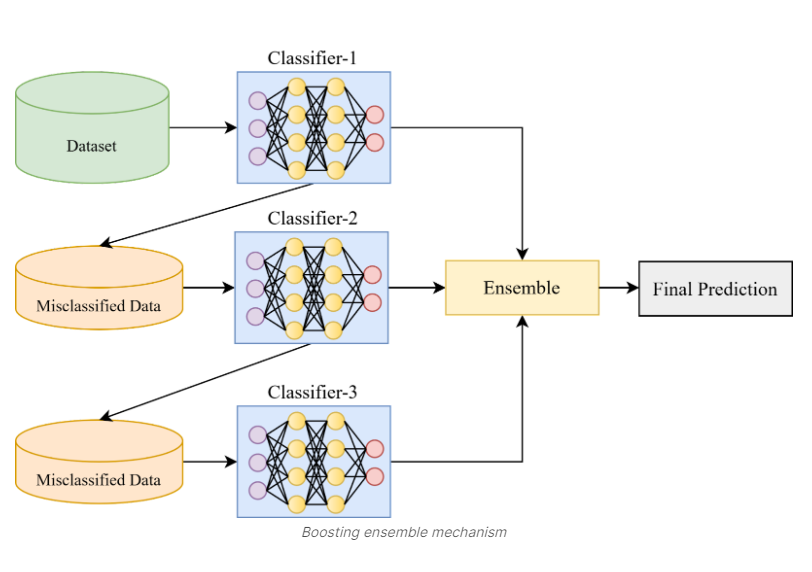 Classifier-1
Dataset
Classifier-2
Misclassified Data
Ensemble
Final Prediction
Classifier-3
Misclassified Data
Boosting ensemble mechanism